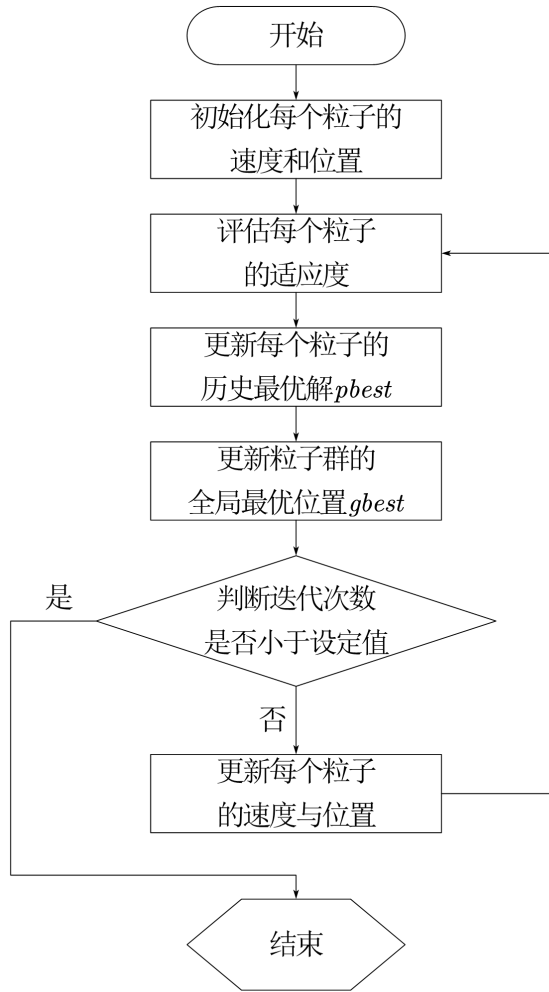 开始
初始化每个粒子的
速度和位置
评估每个粒子
的适应度
更新每个粒子的
历史最优解pbest
更新粒子群的
全局最优位置gbest
判断迭代次数
是否小于设定值
是
否
更新每个粒子
的速度与位置
结束